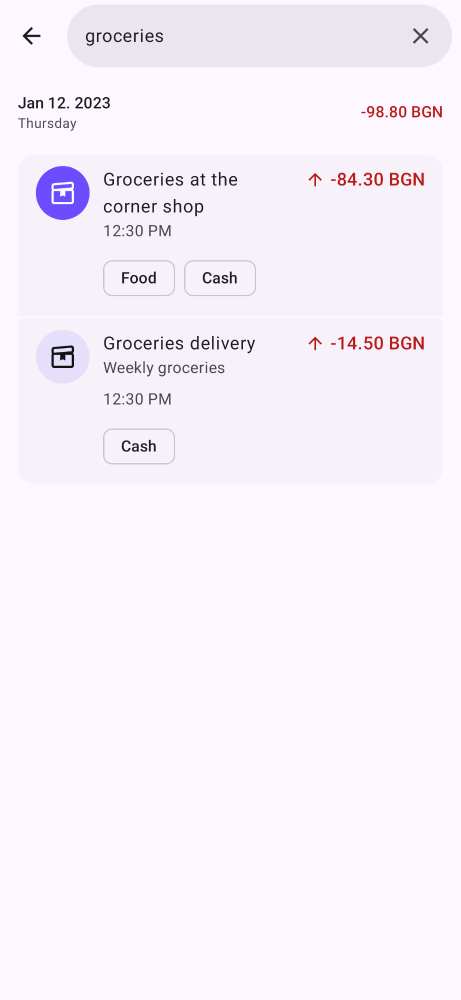 groceries
Jan 12. 2023
Thursday
-98.80 BGN
Groceries at the
corner shop
-84.30 BGN
12:30 PM
Food
Cash
Groceries delivery
-14.50 BGN
Weekly groceries
12:30 PM
Cash